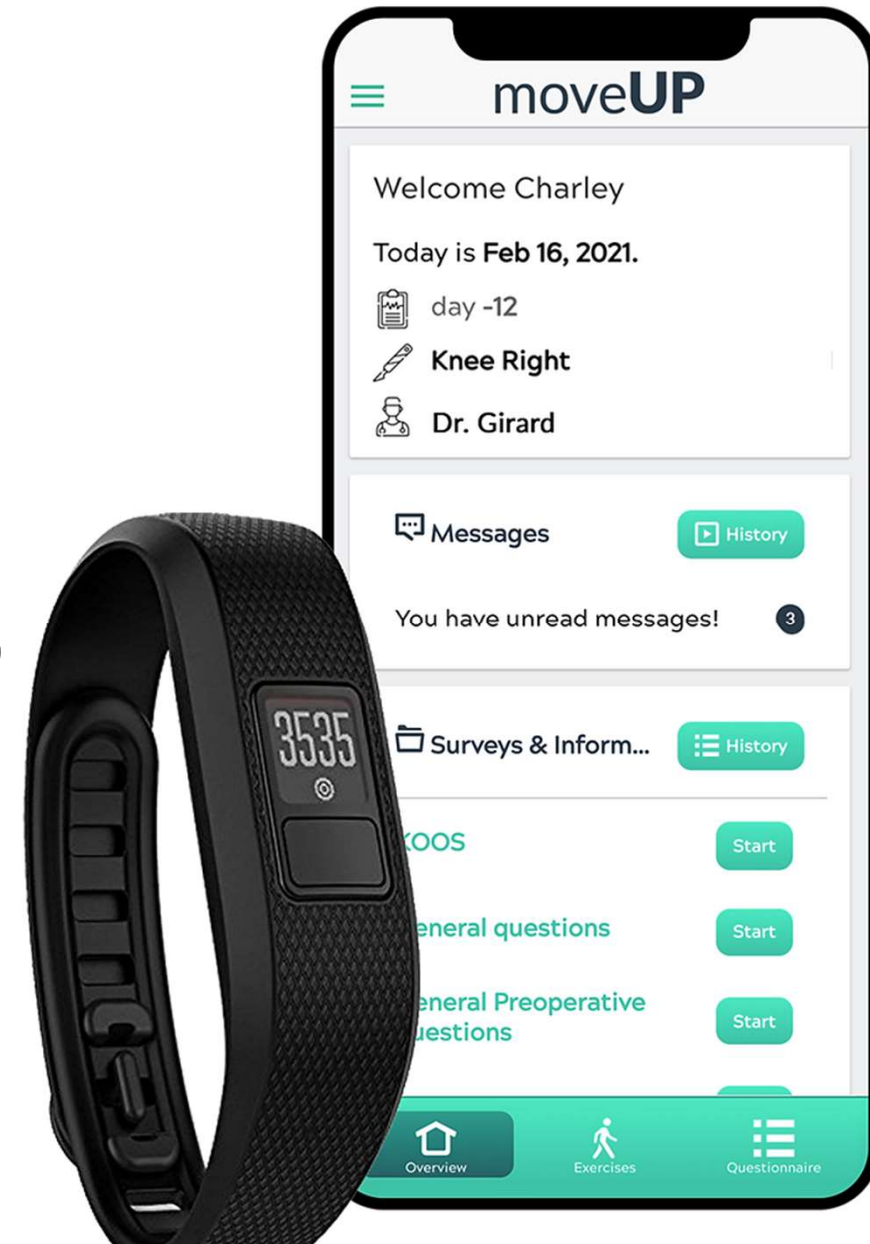 moveUP
Welcome Charley
Today is Feb 16, 2021.
day -12
Knee Right
Dr. Girard
Messages
History
You have unread messages!
3
3535
Surveys & Inform...
History
KOOS
Start
eneral questions
Start
eneral Preoperative
uestions
Start
Overview
Exercises
Questionnaire